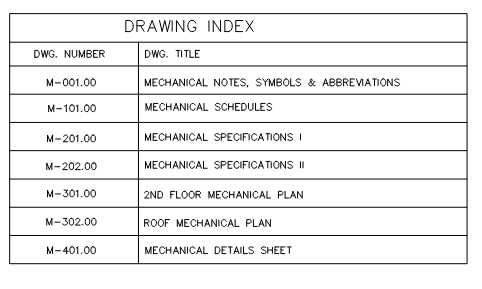 DRAWING INDEX
DWG. NUMBER DWG. TITLE
M-001.00 MECHANICAL NOTES, SYMBOLS & ABBREVIATIONS
M-101.00 MECHANICAL SCHEDULES
M-201.00 MECHANICAL SPECIFICATIONS I
M-202.00 MECHANICAL SPECIFICATIONS II
M-301.00 2ND FLOOR MECHANICAL PLAN
M-302.00 ROOF MECHANICAL PLAN
M-401.00 MECHANICAL DETAILS SHEET